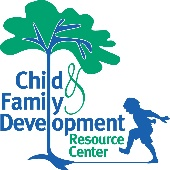 Child &
Family
Development
Resource
Center